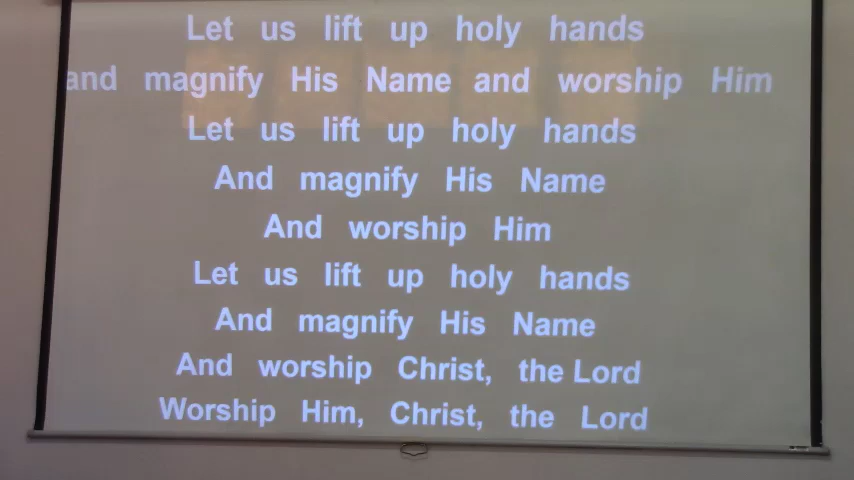 Let us lift up holy hands
and magnify His Name and worship Him
Let us lift up holy hands
And magnify His Name
And worship Him
Let us lift up holy hands
And magnify His Name
And worship Christ, the Lord
Worship Him, Christ, the Lord